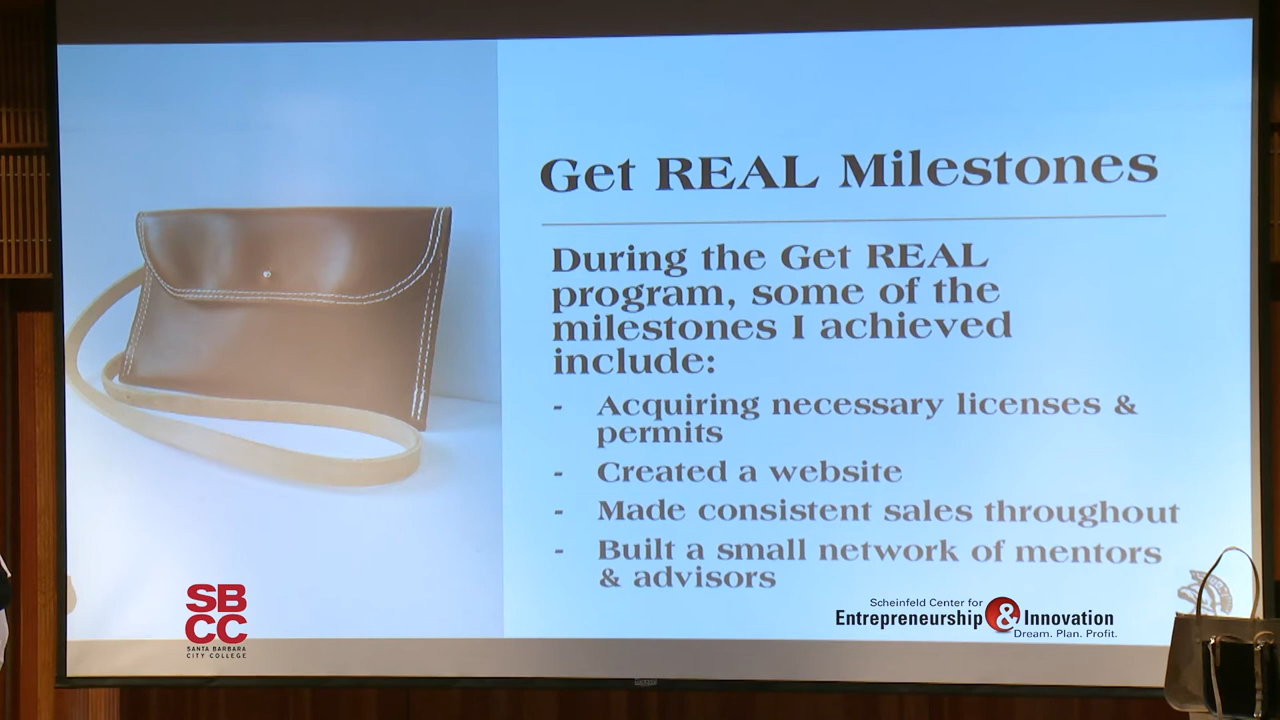 Get REAL Milestones
During the Get REAL
program, some of the
milestones I achieved
include:
- Acquiring necessary licenses &
permits
- Created a website
- Made consistent sales throughout
- Built a small network of mentors
& advisors
SB
CC
SANTA BARBARA
CITY COLLEGE
Scheinfeld Center for
Entrepreneurship & Innovation
Dream. Plan. Profit.